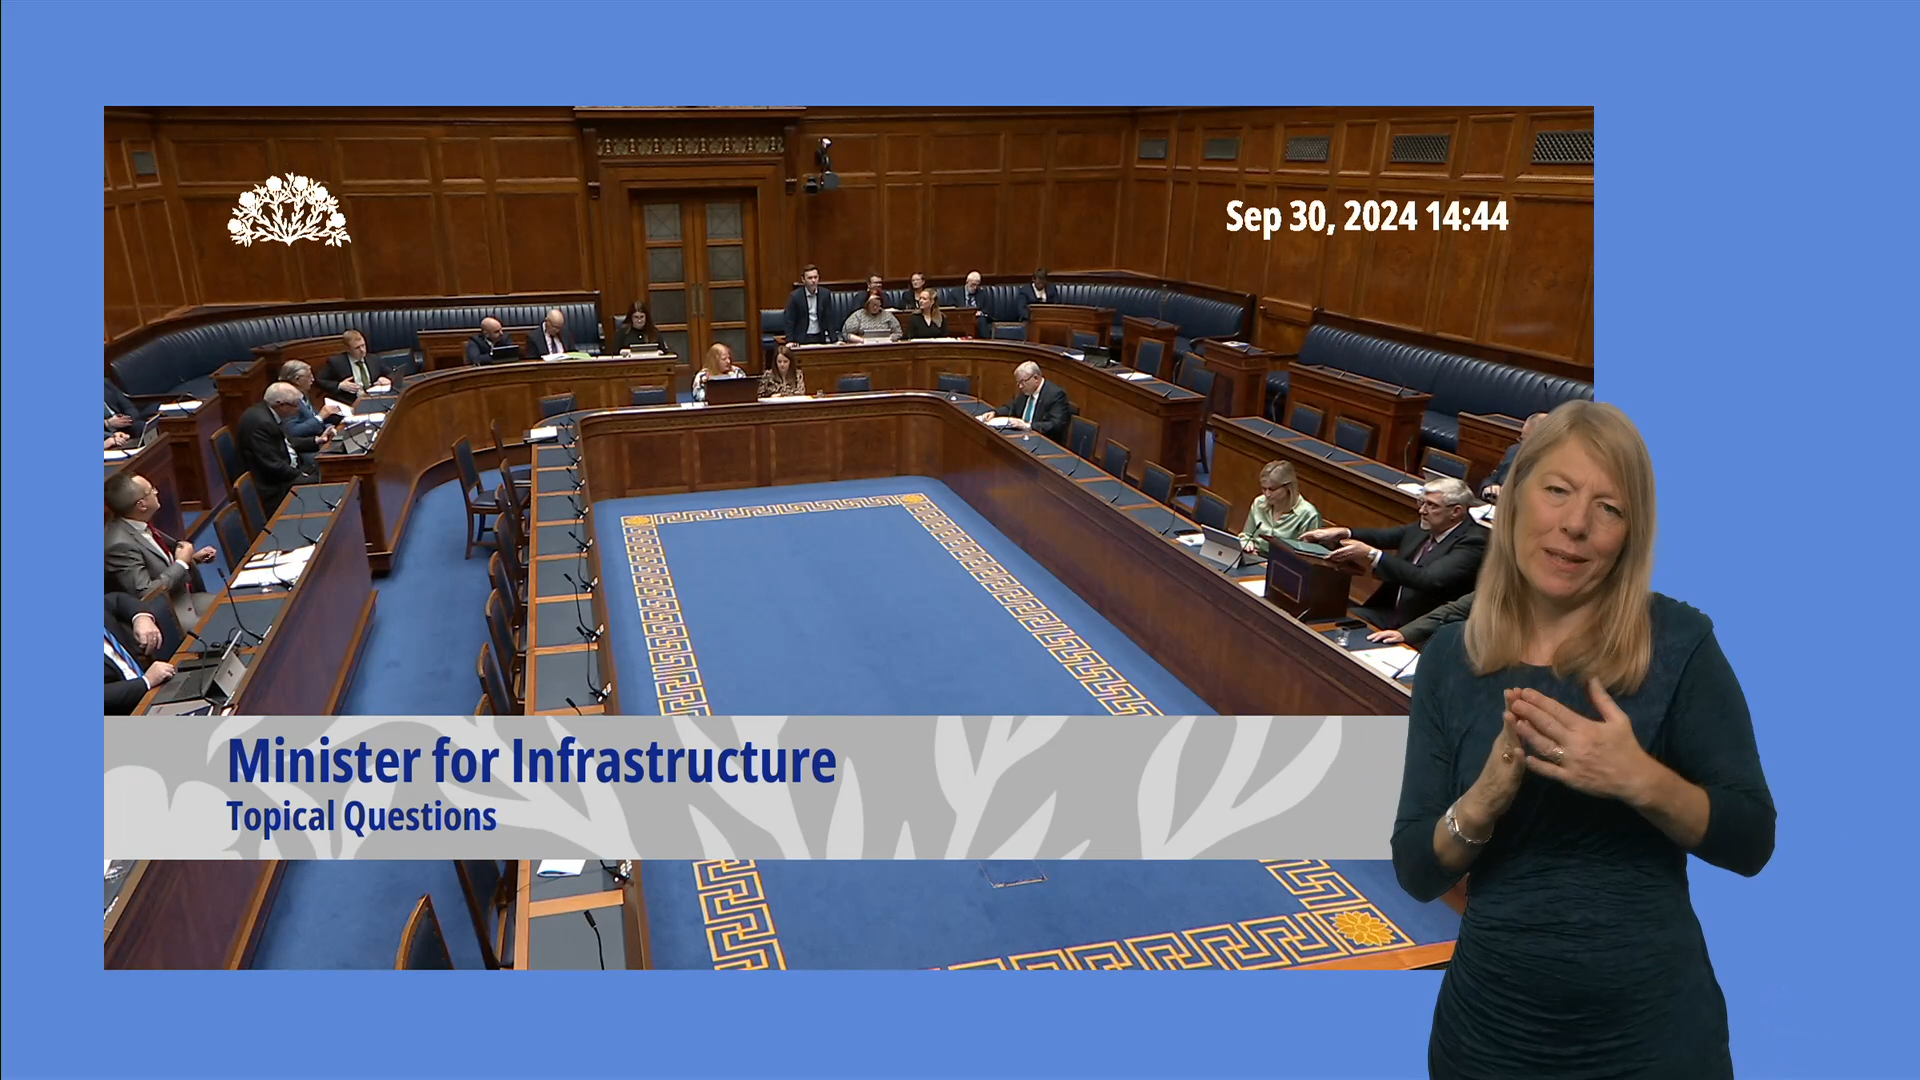 Sep 30, 2024 14:44
Minister for Infrastructure
Topical Questions